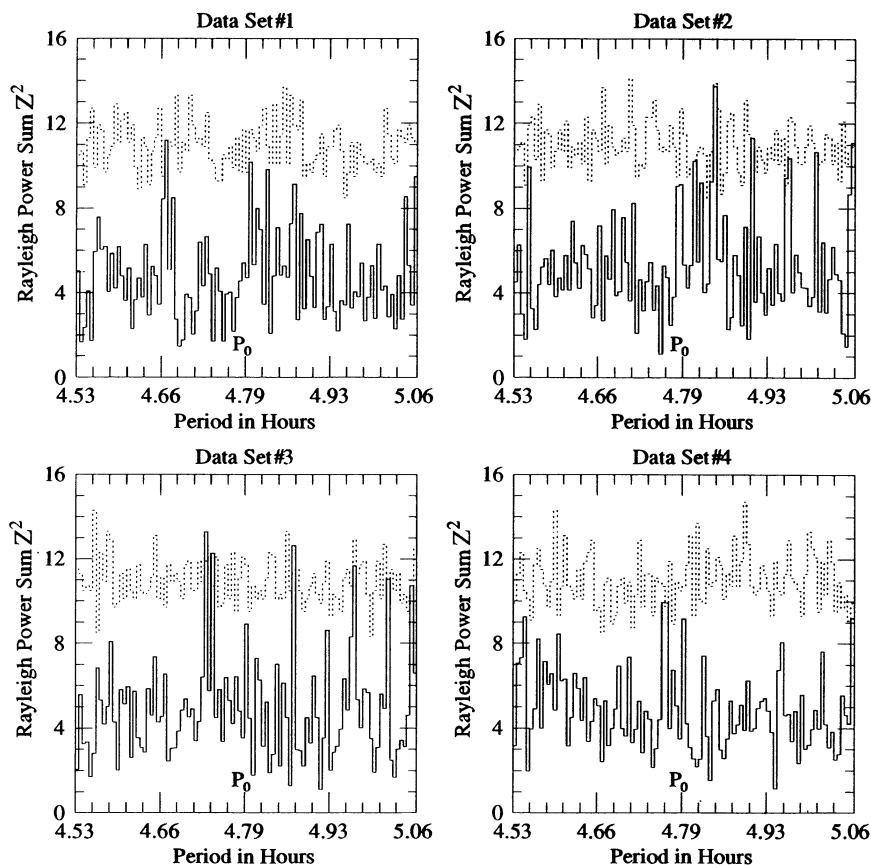 Data Set#1
16
12
8
4
0
Rayleigh Power Sum Z²
P₀
4.53 4.66 4.79 4.93 5.06
Period in Hours
Data Set#2
16
12
8
4
0
Rayleigh Power Sum Z²
P₀
4.53 4.66 4.79 4.93 5.06
Period in Hours
Data Set#3
16
12
8
4
0
Rayleigh Power Sum Z²
P₀
4.53 4.66 4.79 4.93 5.06
Period in Hours
Data Set#4
16
12
8
4
0
Rayleigh Power Sum Z²
P₀
4.53 4.66 4.79 4.93 5.06
Period in Hours